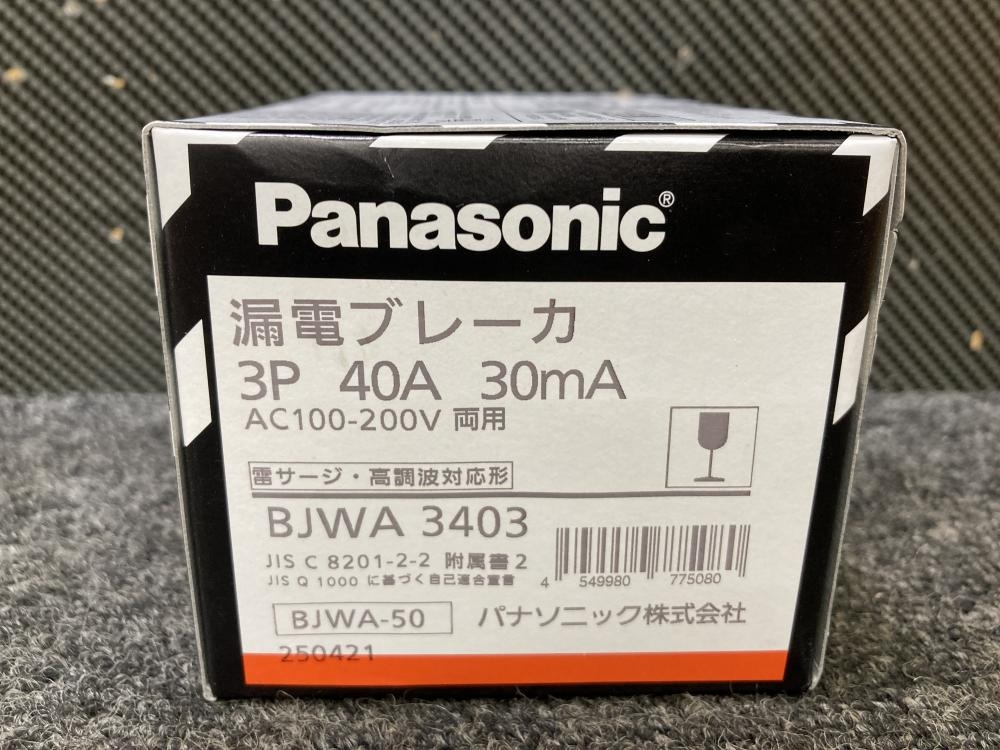 Panasonic®
漏電ブレーカ
3P 40A 30mA
AC100-200V 両用
雷サージ・高調波対応形
BJWA 3403
JIS C 8201-2-2 附属書2
JIS Q 1000 に基づく自己適合宣言
4 549980 775080
BJWA-50 パナソニック株式会社
250421